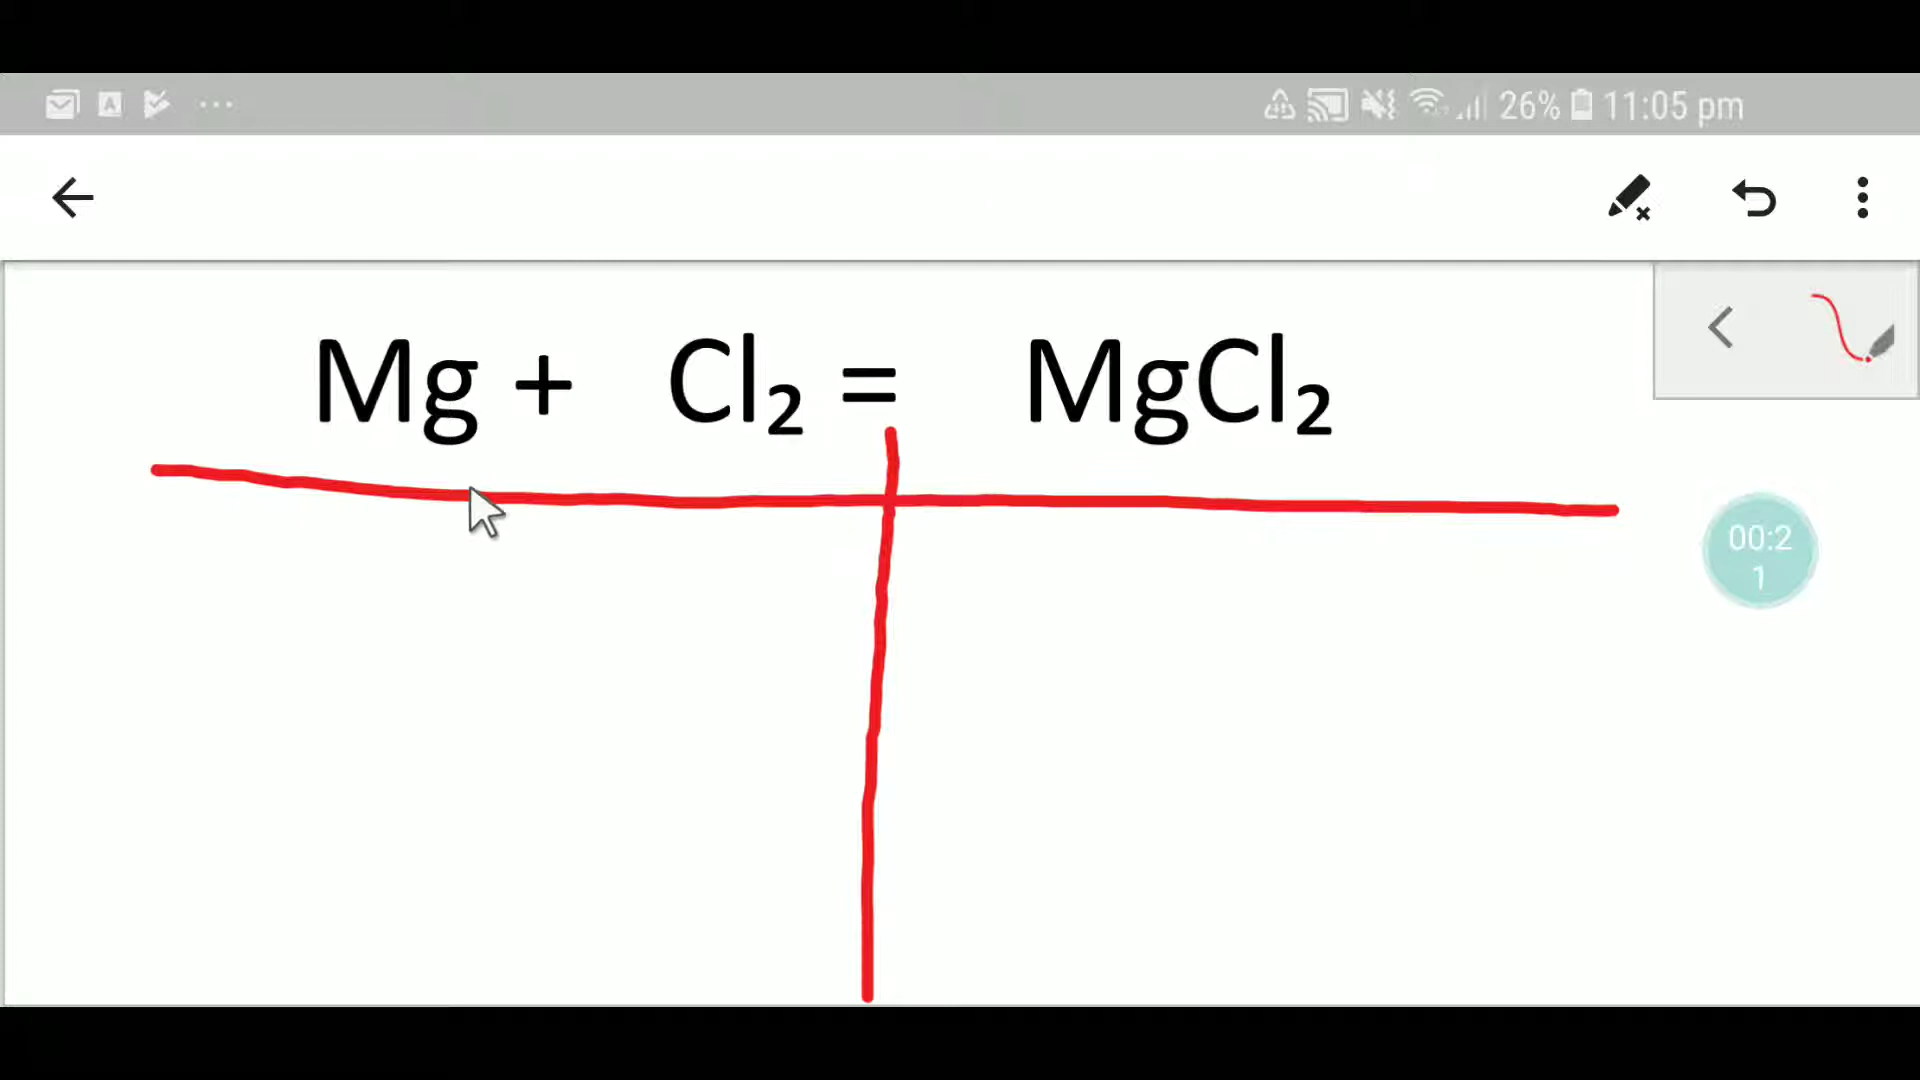 26% 11:05 pm
Mg + Cl₂ = MgCl₂
00:2
1